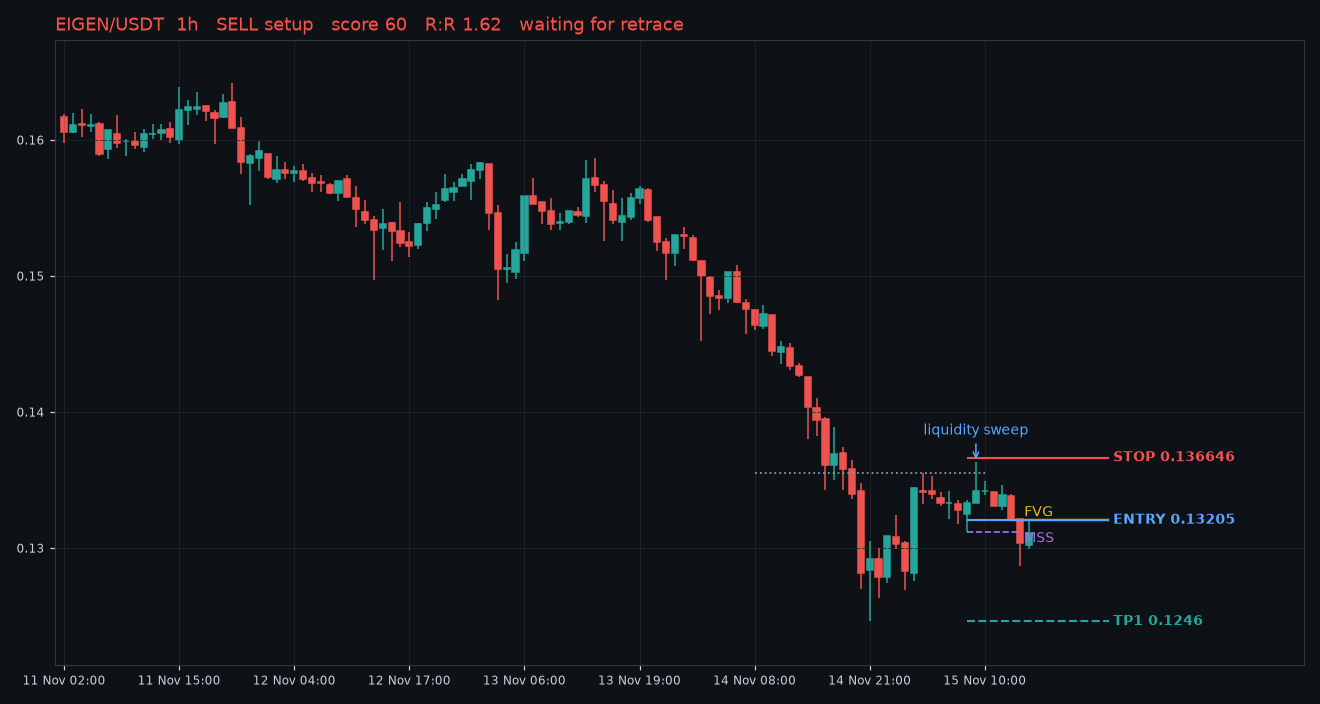 EIGEN/USDT  1h   SELL setup   score 60   R:R 1.62   waiting for retrace
0.16
0.15
0.14
0.13
liquidity sweep
STOP 0.136646
FVG
ENTRY 0.13205
MSS
TP1 0.1246
11 Nov 02:00
11 Nov 15:00
12 Nov 04:00
12 Nov 17:00
13 Nov 06:00
13 Nov 19:00
14 Nov 08:00
14 Nov 21:00
15 Nov 10:00